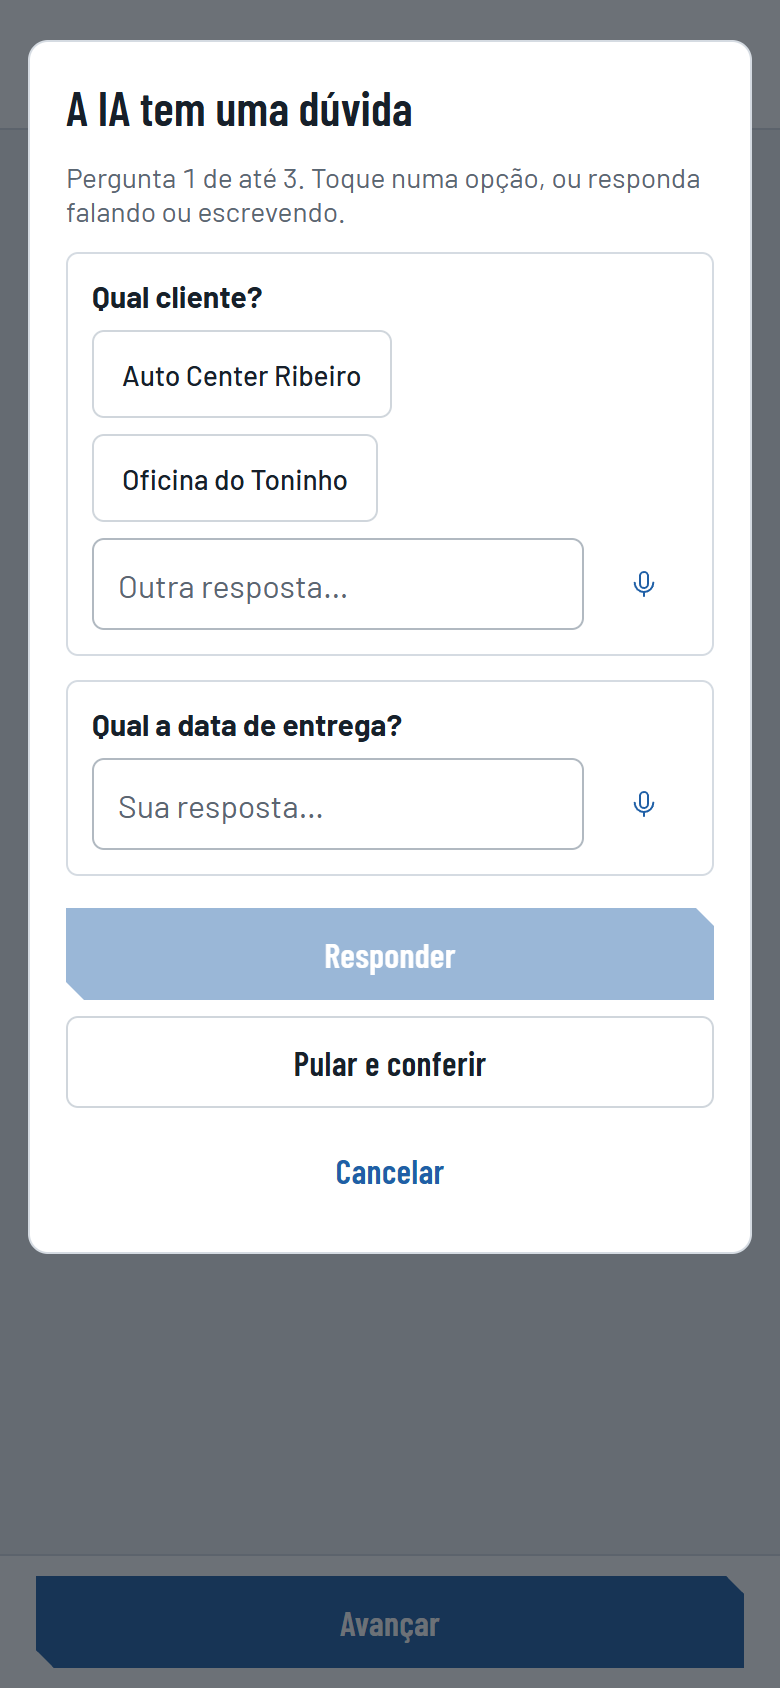 A IA tem uma dúvida
Pergunta 1 de até 3. Toque numa opção, ou responda
falando ou escrevendo.
Qual cliente?
Auto Center Ribeiro
Oficina do Toninho
Outra resposta...
Qual a data de entrega?
Sua resposta...
Responder
Pular e conferir
Cancelar
Avançar